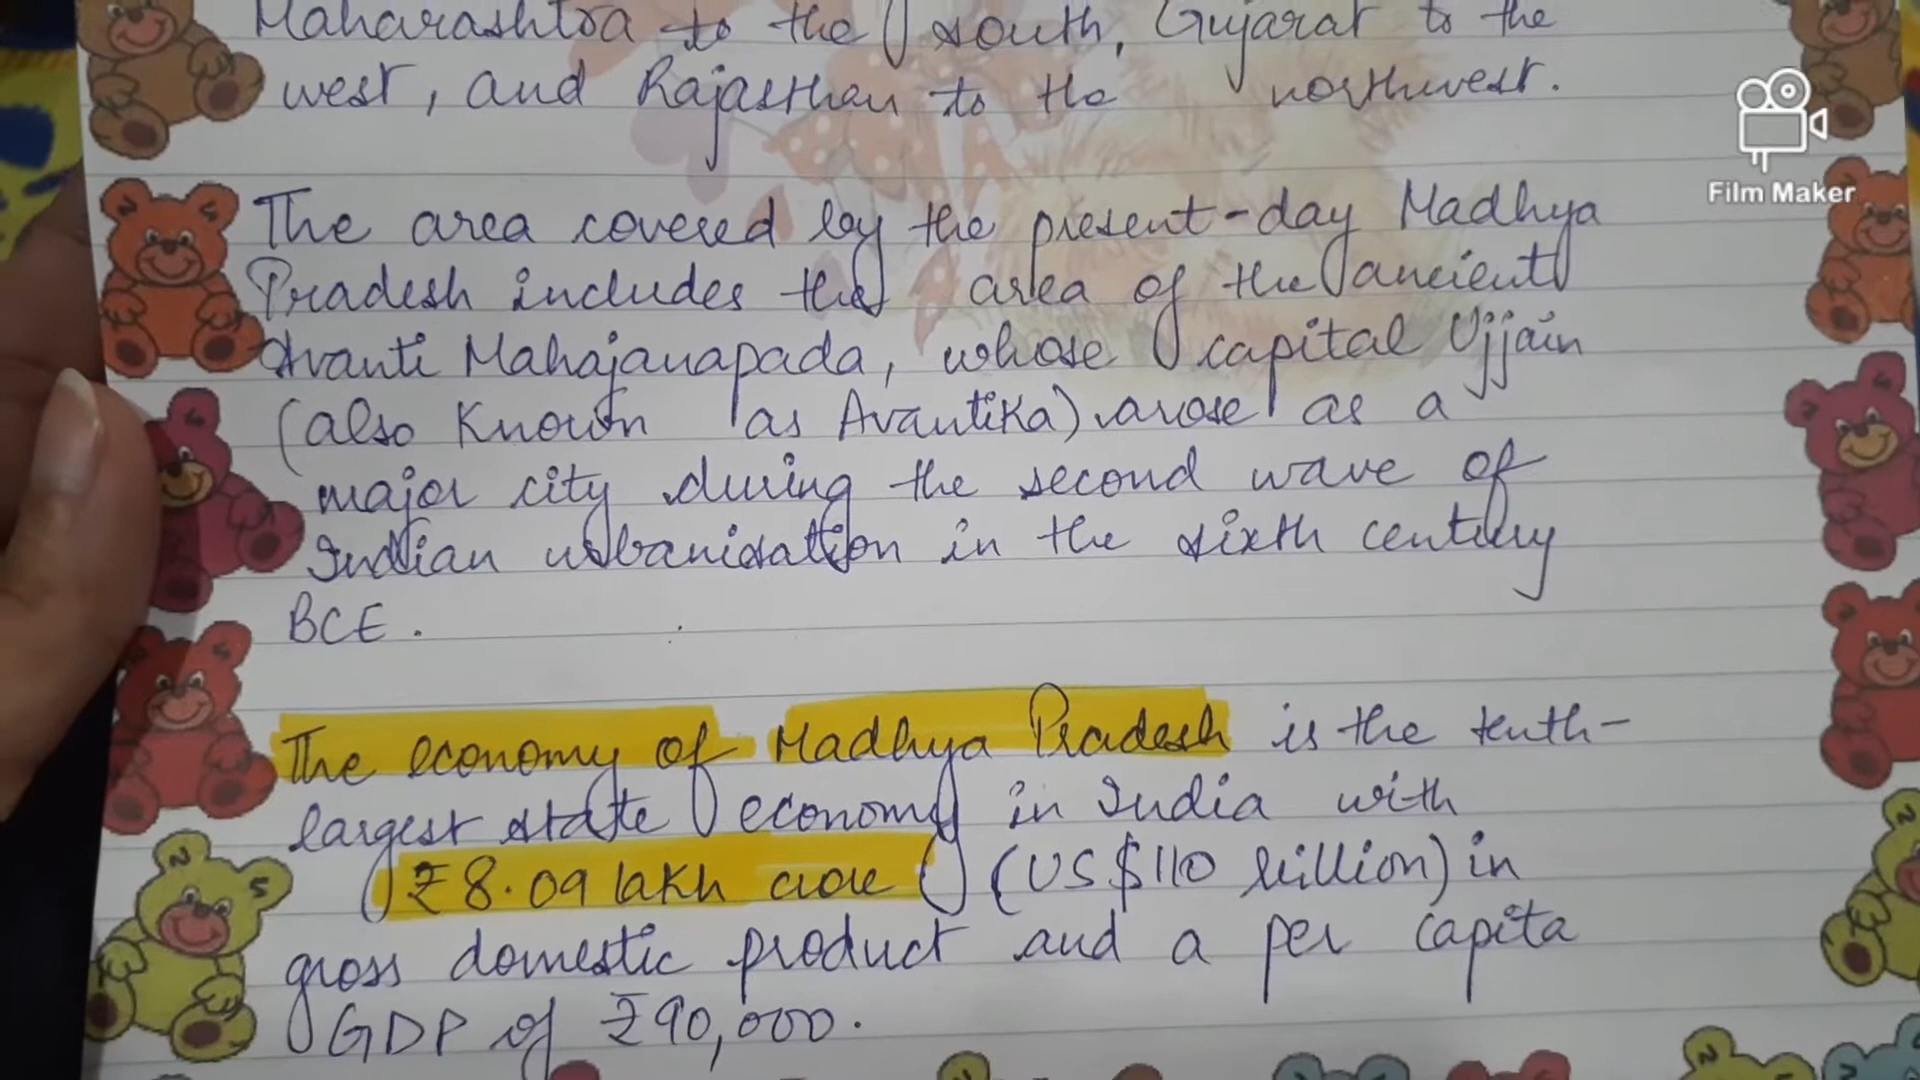 Maharashtra to the south, Gujarat to the
west, and Rajasthan to the northwest.
Film Maker
The area covered by the present-day Madhya
Pradesh includes the area of the ancient
Avanti Mahajanapada, whose capital Ujjain
(also Known as Avantika) arose as a
major city during the second wave of
Indian urbanisation in the sixth century
BCE.
The economy of Madhya Pradesh is the tenth-
largest state economy in India with
₹8.09 lakh crore (US $110 billion) in
gross domestic product and a per capita
GDP of ₹90,000.